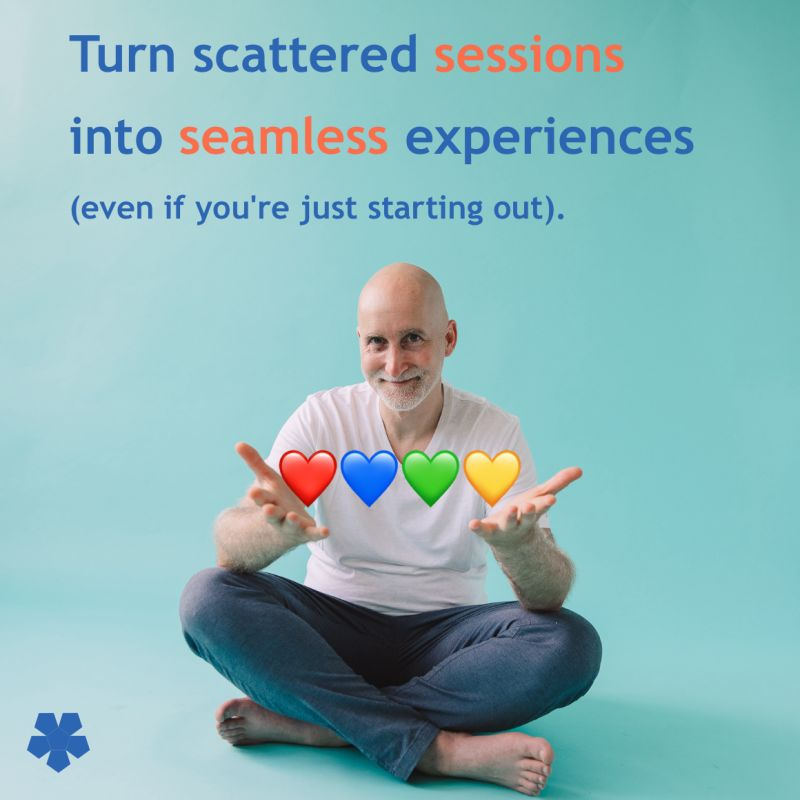 Turn scattered sessions
into seamless experiences
(even if you're just starting out).